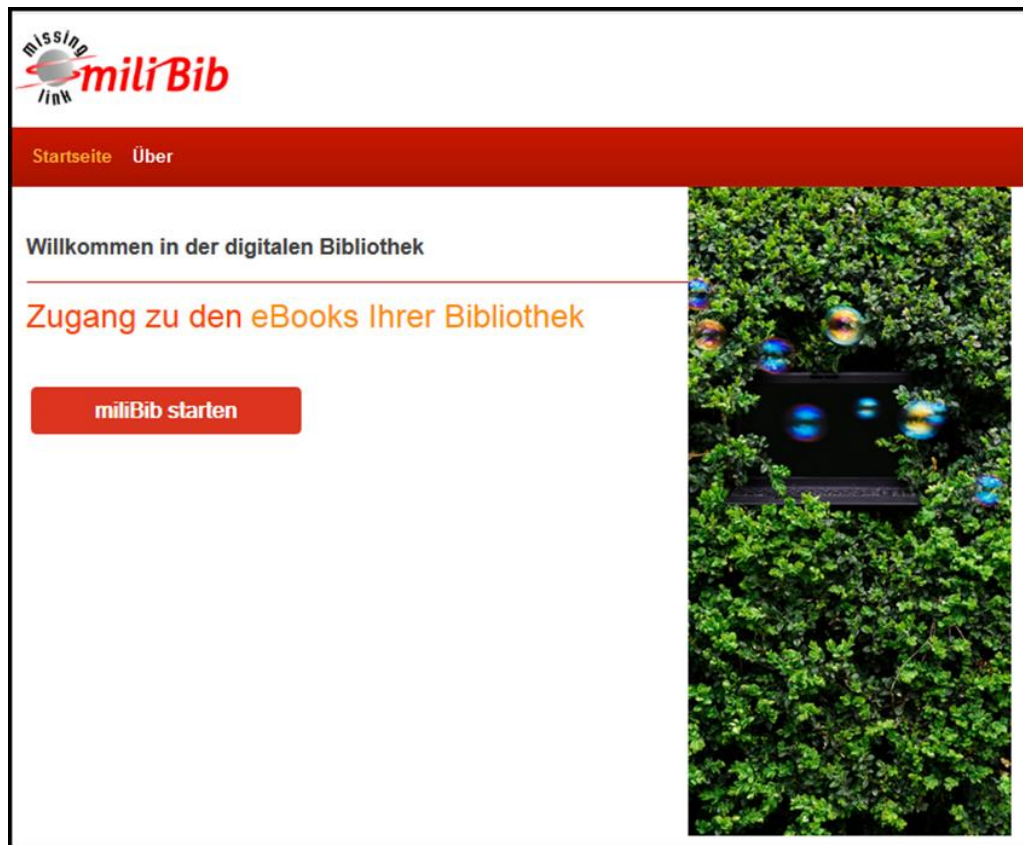 missing
miliBib
link
Startseite Über
Willkommen in der digitalen Bibliothek
Zugang zu den eBooks Ihrer Bibliothek
miliBib starten